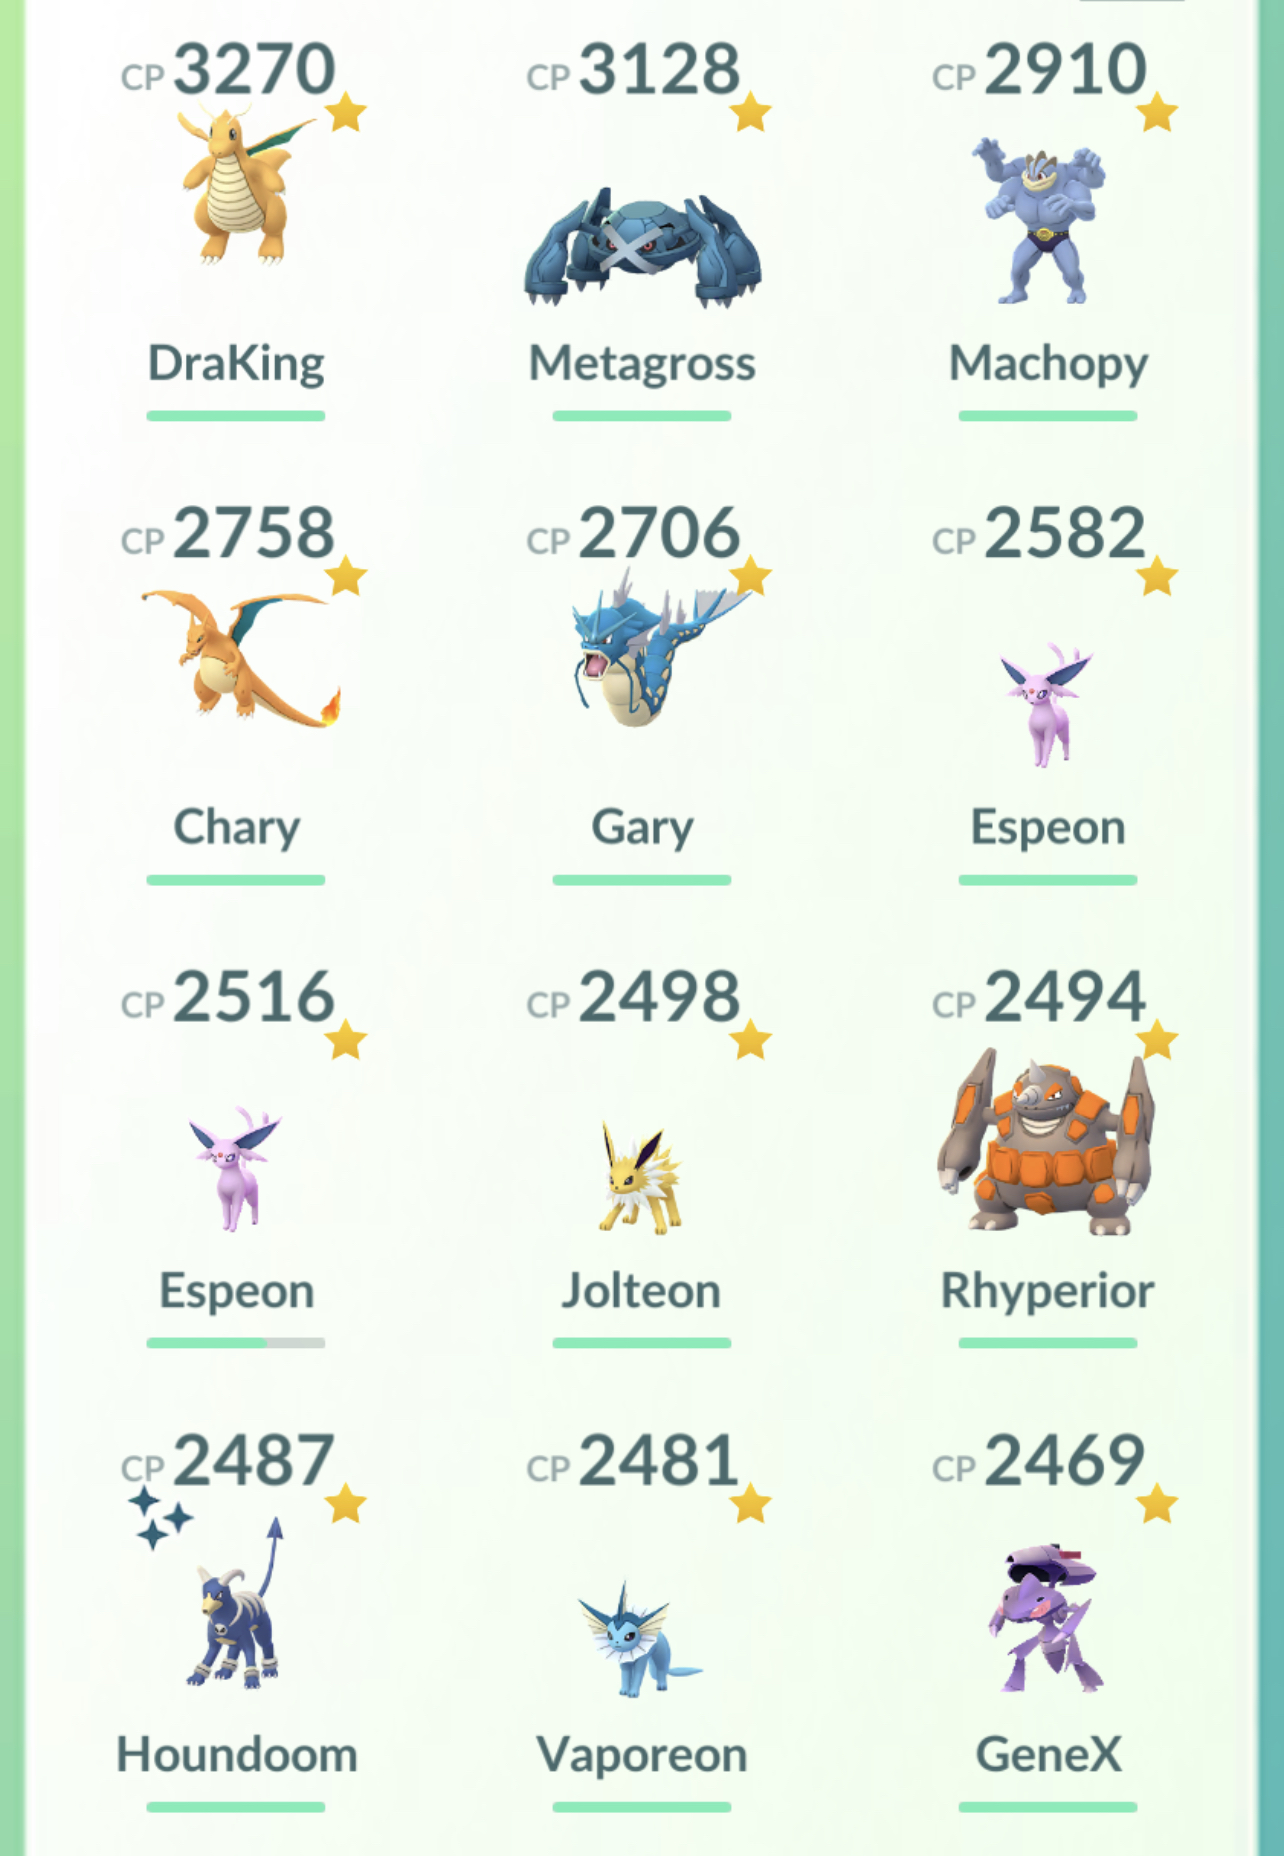 CP 3270 CP 3128 CP 2910
DraKing Metagross Machopy
CP 2758 CP 2706 CP 2582
Chary Gary Espeon
CP 2516 CP 2498 CP 2494
Espeon Jolteon Rhyperior
CP 2487 CP 2481 CP 2469
Houndoom Vaporeon GeneX